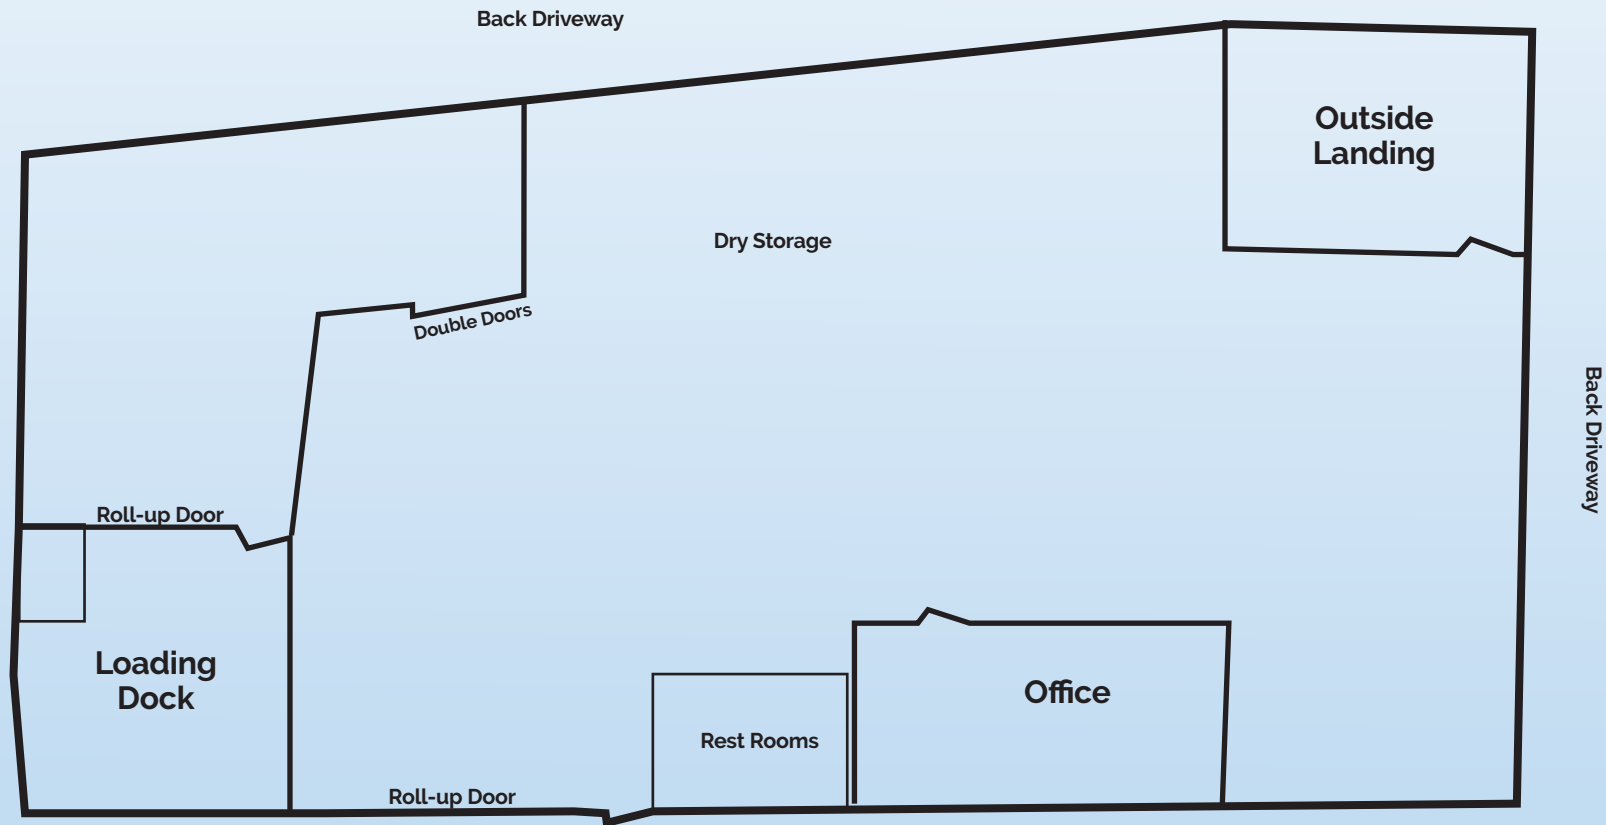 Back Driveway
Outside
Landing
Dry Storage
Double Doors
Back Driveway
Roll-up Door
Loading
Dock
Office
Rest Rooms
Roll-up Door